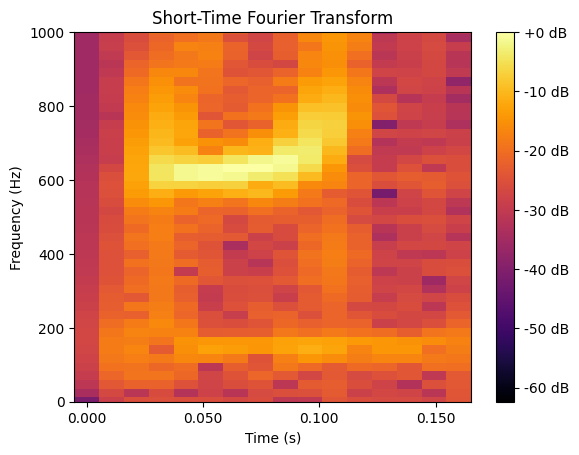 Short-Time Fourier Transform
1000
800
600
400
200
0
Frequency (Hz)
0.000
0.050
0.100
0.150
Time (s)
+0 dB
-10 dB
-20 dB
-30 dB
-40 dB
-50 dB
-60 dB